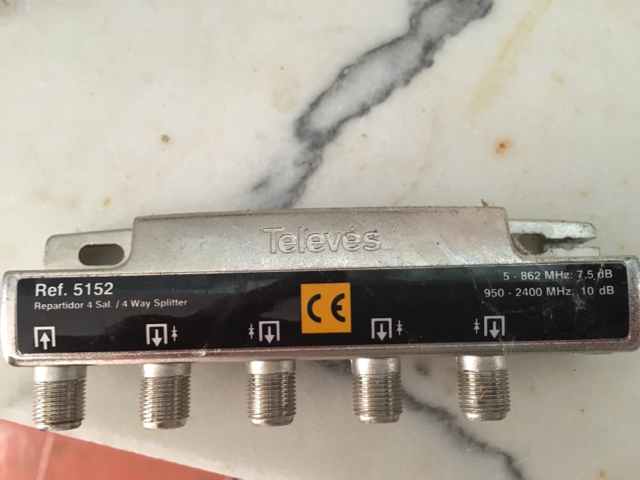 Televés
Ref. 5152
Repartidor 4 Sal. / 4 Way Splitter
CE
5 - 862 MHz: 7.5 dB
950 - 2400 MHz: 10 dB